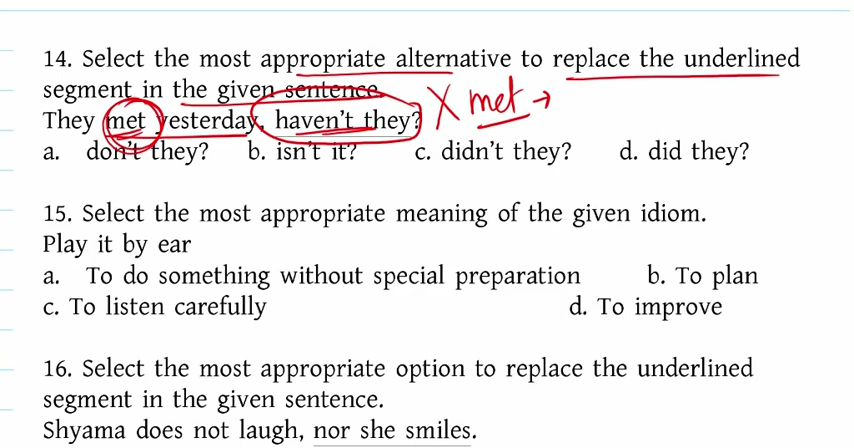 14. Select the most appropriate alternative to replace the underlined
segment in the given sentence.
They met yesterday, haven't they? X met →
a. don't they? b. isn't it? c. didn't they? d. did they?
15. Select the most appropriate meaning of the given idiom.
Play it by ear
a. To do something without special preparation b. To plan
c. To listen carefully d. To improve
16. Select the most appropriate option to replace the underlined
segment in the given sentence.
Shyama does not laugh, nor she smiles.